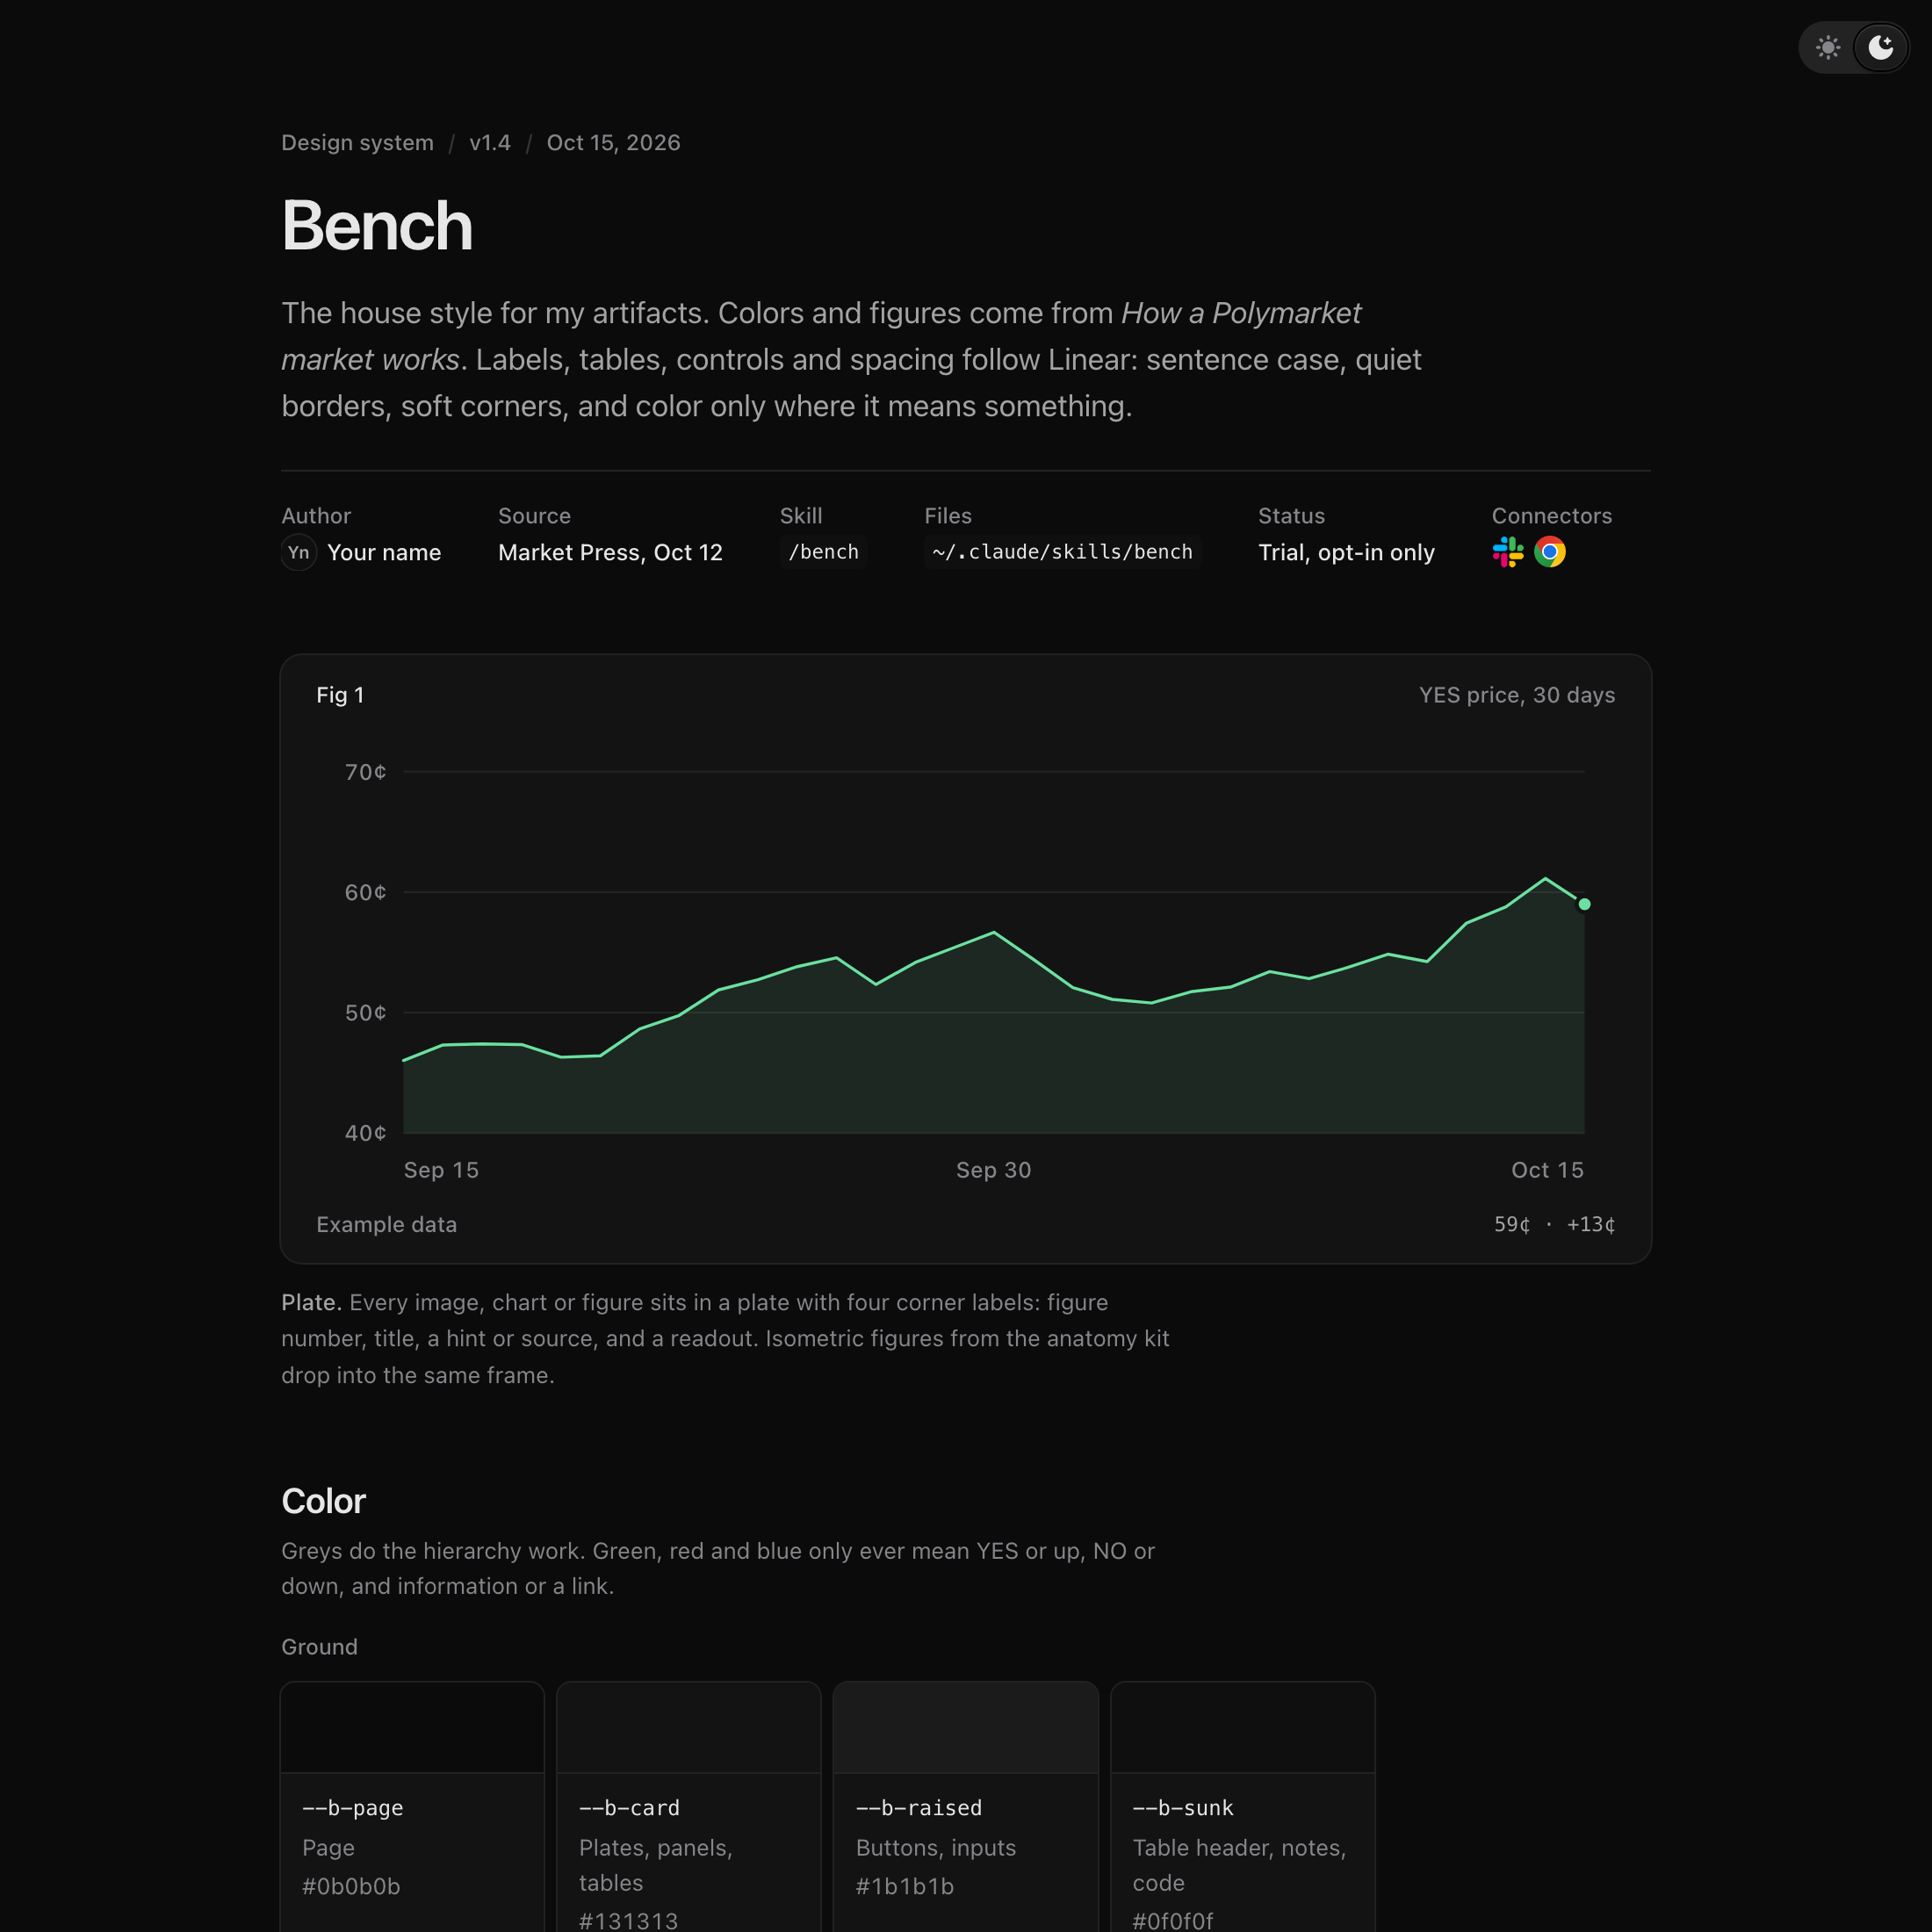 Design system / v1.4 / Oct 15, 2026
Bench
The house style for my artifacts. Colors and figures come from How a Polymarket
market works. Labels, tables, controls and spacing follow Linear: sentence case, quiet
borders, soft corners, and color only where it means something.
Author
Yn Your name
Source
Market Press, Oct 12
Skill
/bench
Files
~/.claude/skills/bench
Status
Trial, opt-in only
Connectors
Fig 1
YES price, 30 days
70¢
60¢
50¢
40¢
Sep 15
Sep 30
Oct 15
Example data
59¢ · +13¢
Plate. Every image, chart or figure sits in a plate with four corner labels: figure
number, title, a hint or source, and a readout. Isometric figures from the anatomy kit
drop into the same frame.
Color
Greys do the hierarchy work. Green, red and blue only ever mean YES or up, NO or
down, and information or a link.
Ground
--b-page
Page
#0b0b0b
--b-card
Plates, panels,
tables
#131313
--b-raised
Buttons, inputs
#1b1b1b
--b-sunk
Table header, notes,
code
#0f0f0f